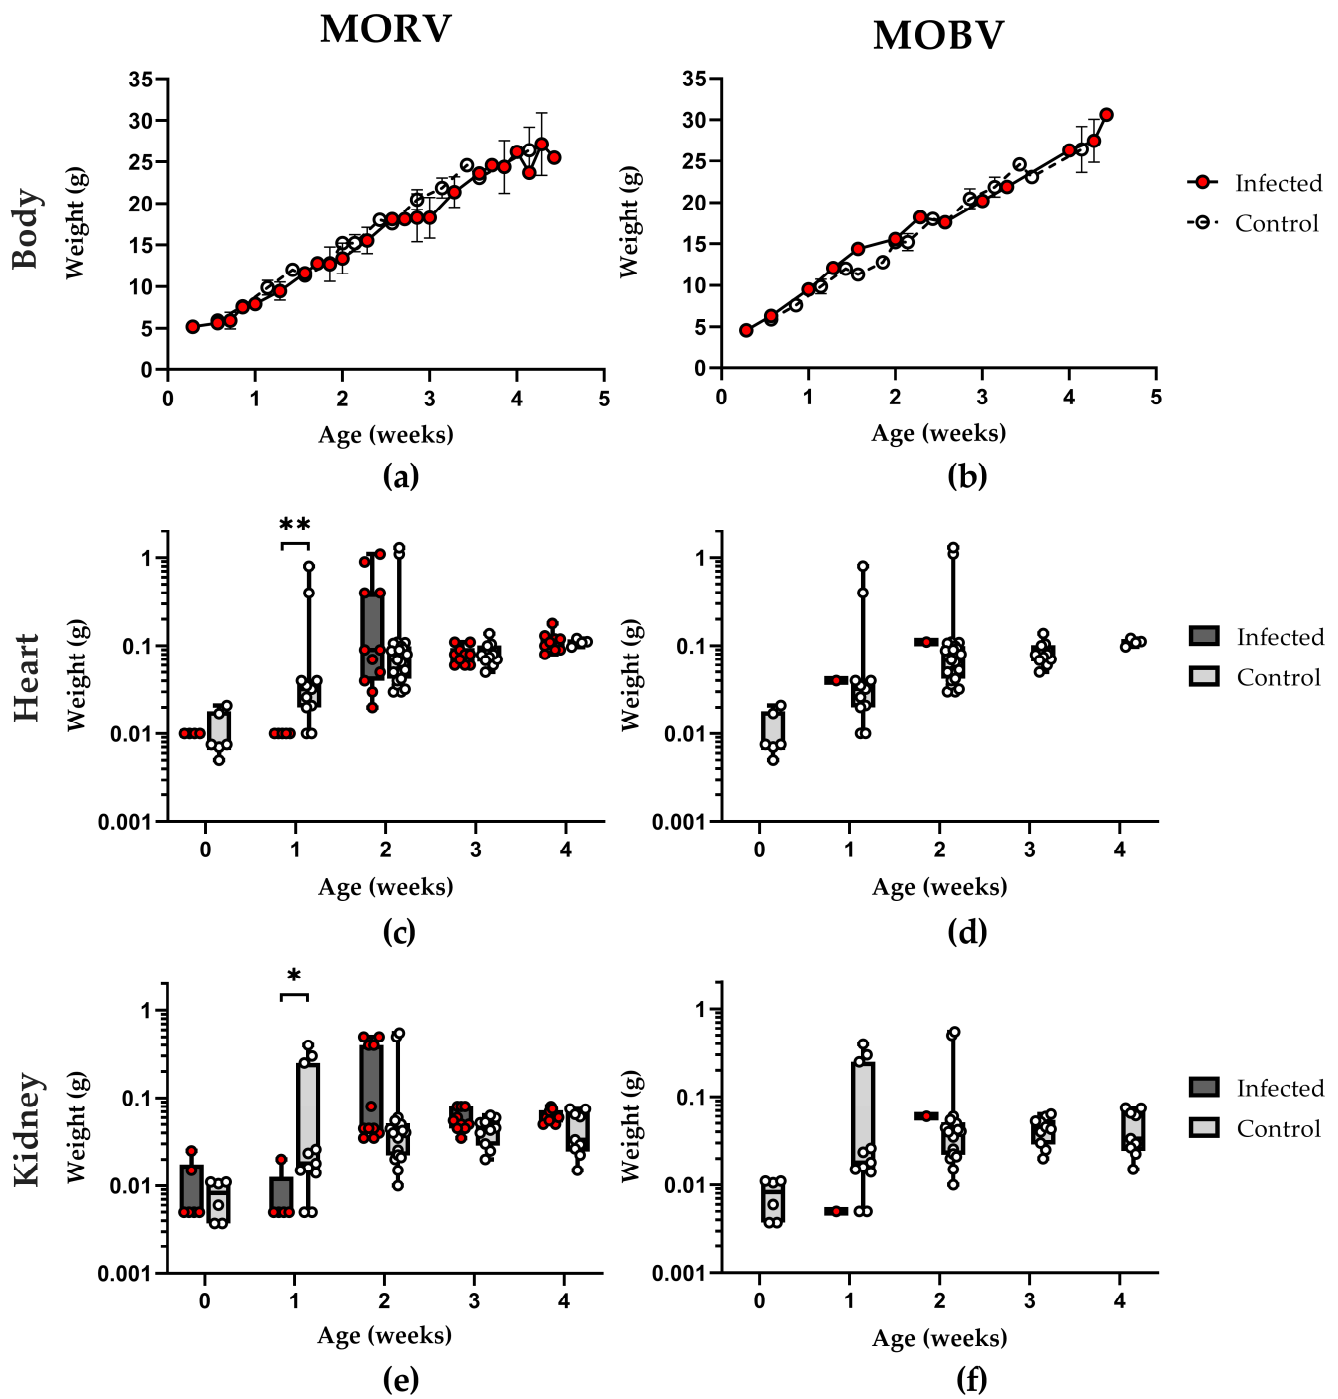 MORV
MOBV
Body
Weight (g)
35
30
25
20
15
10
5
0
0 1 2 3 4 5
Age (weeks)
(a)
Weight (g)
35
30
25
20
15
10
5
0
0 1 2 3 4 5
Age (weeks)
(b)
Infected
Control
Heart
Weight (g)
**
1
0.1
0.01
0.001
0 1 2 3 4
Age (weeks)
(c)
Weight (g)
1
0.1
0.01
0.001
0 1 2 3 4
Age (weeks)
(d)
Infected
Control
Kidney
Weight (g)
*
1
0.1
0.01
0.001
0 1 2 3 4
Age (weeks)
(e)
Weight (g)
1
0.1
0.01
0.001
0 1 2 3 4
Age (weeks)
(f)
Infected
Control